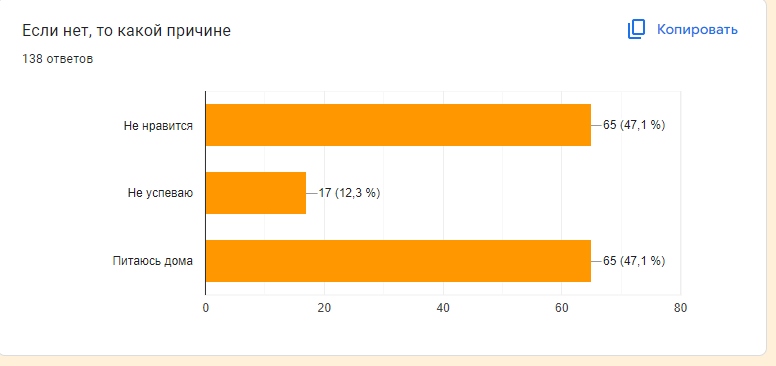 Если нет, то какой причине
Копировать
138 ответов
Не нравится
65 (47,1 %)
Не успеваю
17 (12,3 %)
Питаюсь дома
65 (47,1 %)
0 20 40 60 80